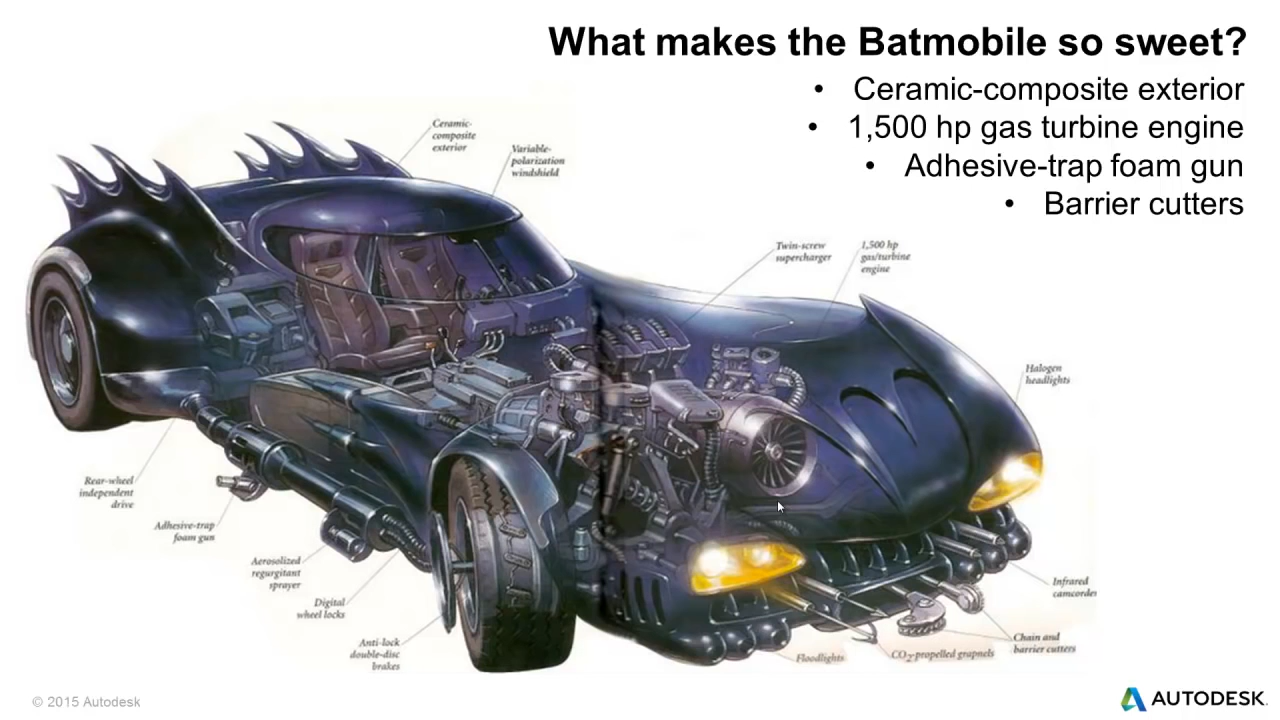 What makes the Batmobile so sweet?
• Ceramic-composite exterior
• 1,500 hp gas turbine engine
• Adhesive-trap foam gun
• Barrier cutters
Ceramic-
composite
exterior
Variable-
polarization
windshield
Twin-screw
supercharger
1,500 hp
gas/turbine
engine
Halogen
headlights
Rear-wheel
independent
drive
Adhesive-trap
foam gun
Aerosolized
regurgitant
sprayer
Digital
wheel locks
Anti-lock
double-disc
brakes
Infrared
camcorder
Chain and
barrier cutters
CO₂-propelled grapnels
Floodlights
© 2015 Autodesk
AUTODESK.